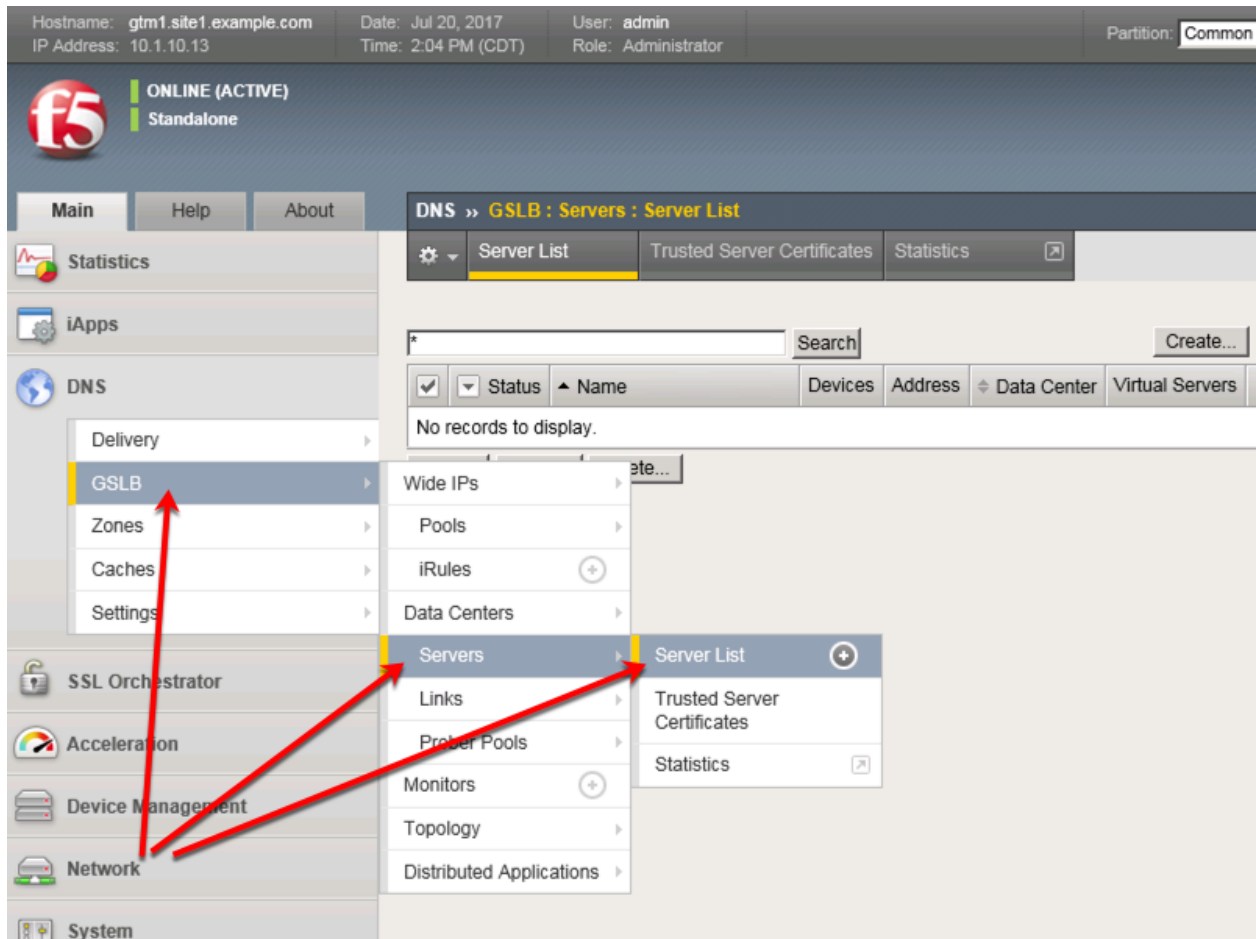 Hostname: gtm1.site1.example.com Date: Jul 20, 2017 User: admin Partition: Common
IP Address: 10.1.10.13 Time: 2:04 PM (CDT) Role: Administrator
f5
ONLINE (ACTIVE)
Standalone
Main Help About
DNS » GSLB : Servers : Server List
Server List Trusted Server Certificates Statistics
Statistics
iApps
DNS
Delivery
GSLB
Zones
Caches
Settings
SSL Orchestrator
Acceleration
Device Management
Network
System
* Search Create...
Status Name Devices Address Data Center Virtual Servers
No records to display.
ete...
Wide IPs
Pools
iRules
Data Centers
Servers
Links
Prober Pools
Monitors
Topology
Distributed Applications
Server List
Trusted Server
Certificates
Statistics